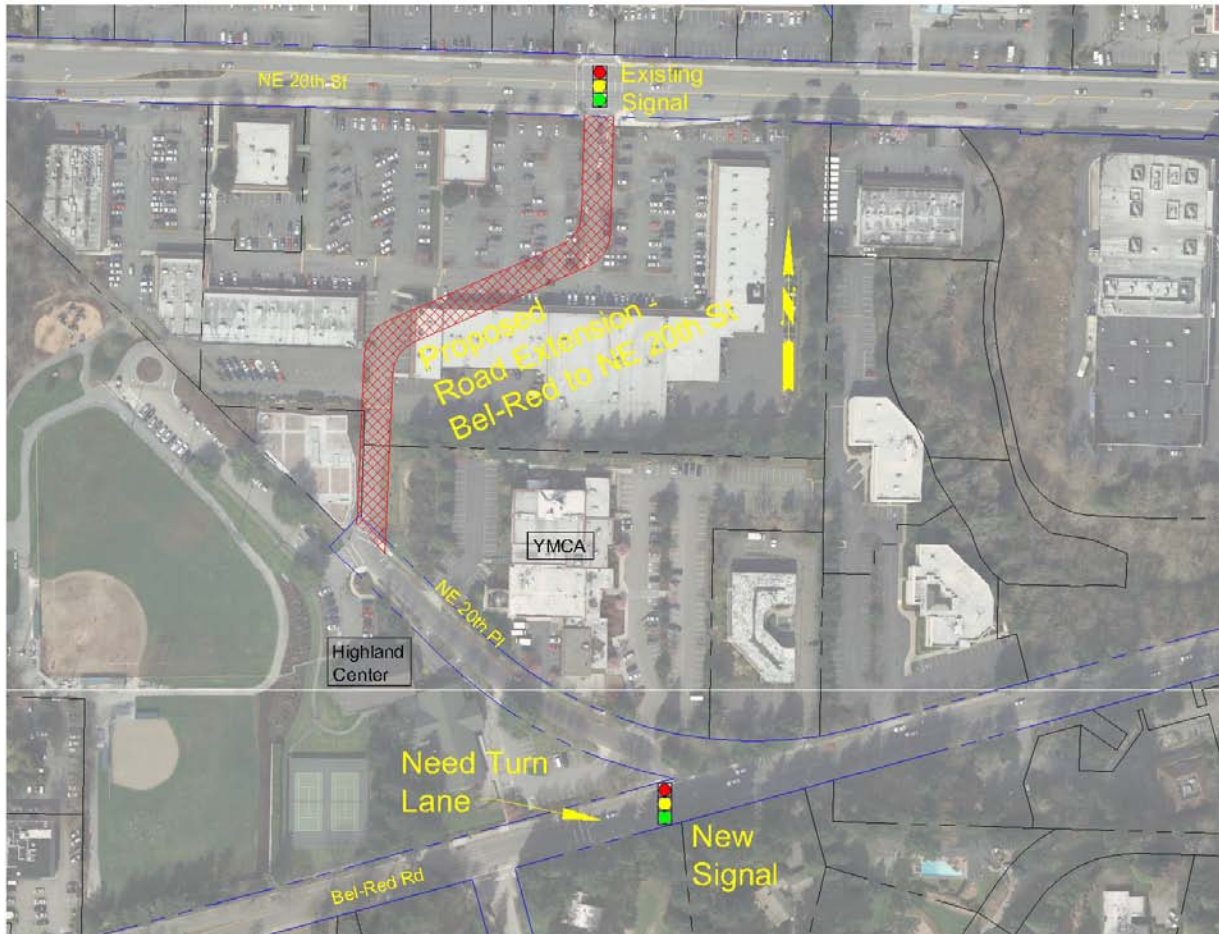 NE 20th St
Existing
Signal
Proposed
Road Extension -
Bel-Red to NE 20th St
N
YMCA
NE 20th Pl
Highland
Center
Need Turn
Lane
New
Signal
Bel-Red Rd